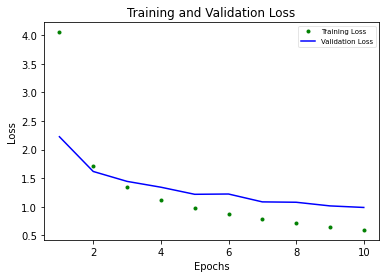 Training and Validation Loss
Training Loss
Validation Loss
4.0
3.5
3.0
2.5
2.0
1.5
1.0
0.5
Loss
2 4 6 8 10
Epochs